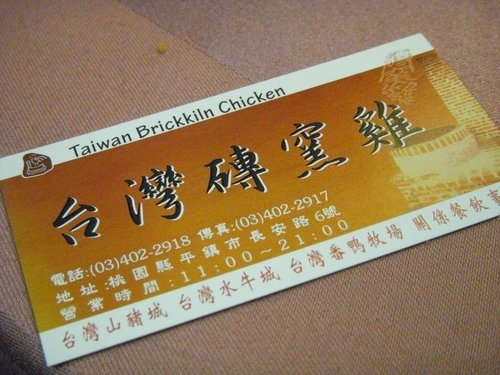 Taiwan Brickkiln Chicken
台灣磚窯雞
電話:(03)402-2918 傳真:(03)402-2917
地址:桃園縣平鎮市長安路6號
營業時間:11:00~21:00
台灣山豬城 台灣水牛城 台灣番鴨牧場 關係餐飲事